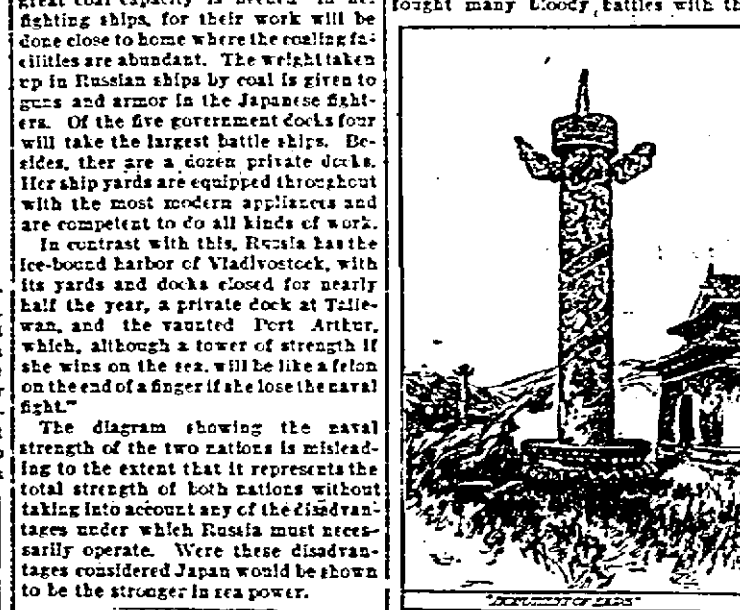 great coal capacity is needed in her
fighting ships, for their work will be
done close to home where the coaling fa-
cilities are abundant. The weight taken
up in Russian ships by coal is given to
guns and armor in the Japanese fight-
ers. Of the five government docks four
will take the largest battle ships. Be-
sides, ther are a dozen private docks.
Her ship yards are equipped throughout
with the most modern appliances and
are competent to do all kinds of work.
In contrast with this, Russia has the
ice-bound harbor of Vladivostock, with
its yards and docks closed for nearly
half the year, a private dock at Talie-
wan, and the vaunted Port Arthur,
which, although a tower of strength if
she wins on the sea, will be like a felon
on the end of a finger if she lose the naval
fight."
The diagram showing the naval
strength of the two nations is mislead-
ing to the extent that it represents the
total strength of both nations without
taking into account any of the disadvan-
tages under which Russia must neces-
sarily operate. Were these disadvan-
tages considered Japan would be shown
to be the stronger in sea power.
fought many bloody battles with th